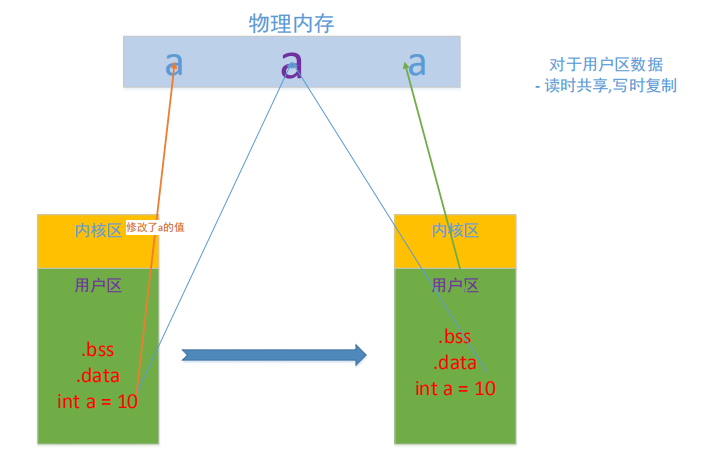 物理内存
a
a
a
对于用户区数据
- 读时共享,写时复制
内核区
修改了a的值
用户区
.bss
.data
int a = 10
内核区
用户区
.bss
.data
int a = 10